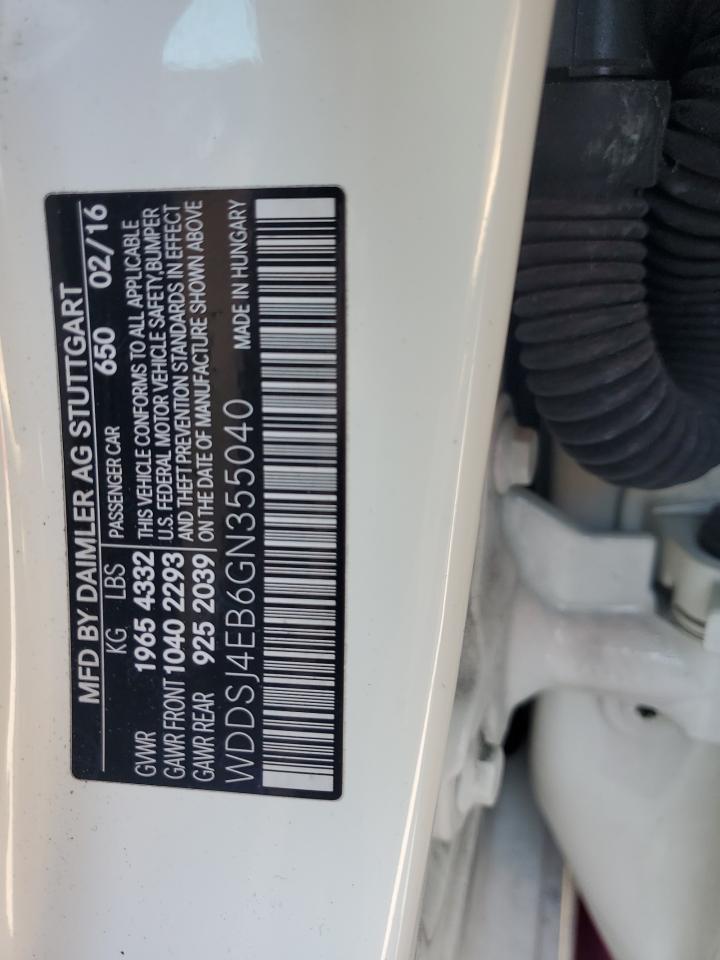 MFD BY DAIMLER AG STUTTGART
KG LBS PASSENGER CAR 650 02/16
GVWR 1965 4332 THIS VEHICLE CONFORMS TO ALL APPLICABLE
U.S. FEDERAL MOTOR VEHICLE SAFETY,BUMPER
GAWR FRONT 1040 2293 AND THEFT PREVENTION STANDARDS IN EFFECT
GAWR REAR 925 2039 ON THE DATE OF MANUFACTURE SHOWN ABOVE
WDDSJ4EB6GN355040 MADE IN HUNGARY